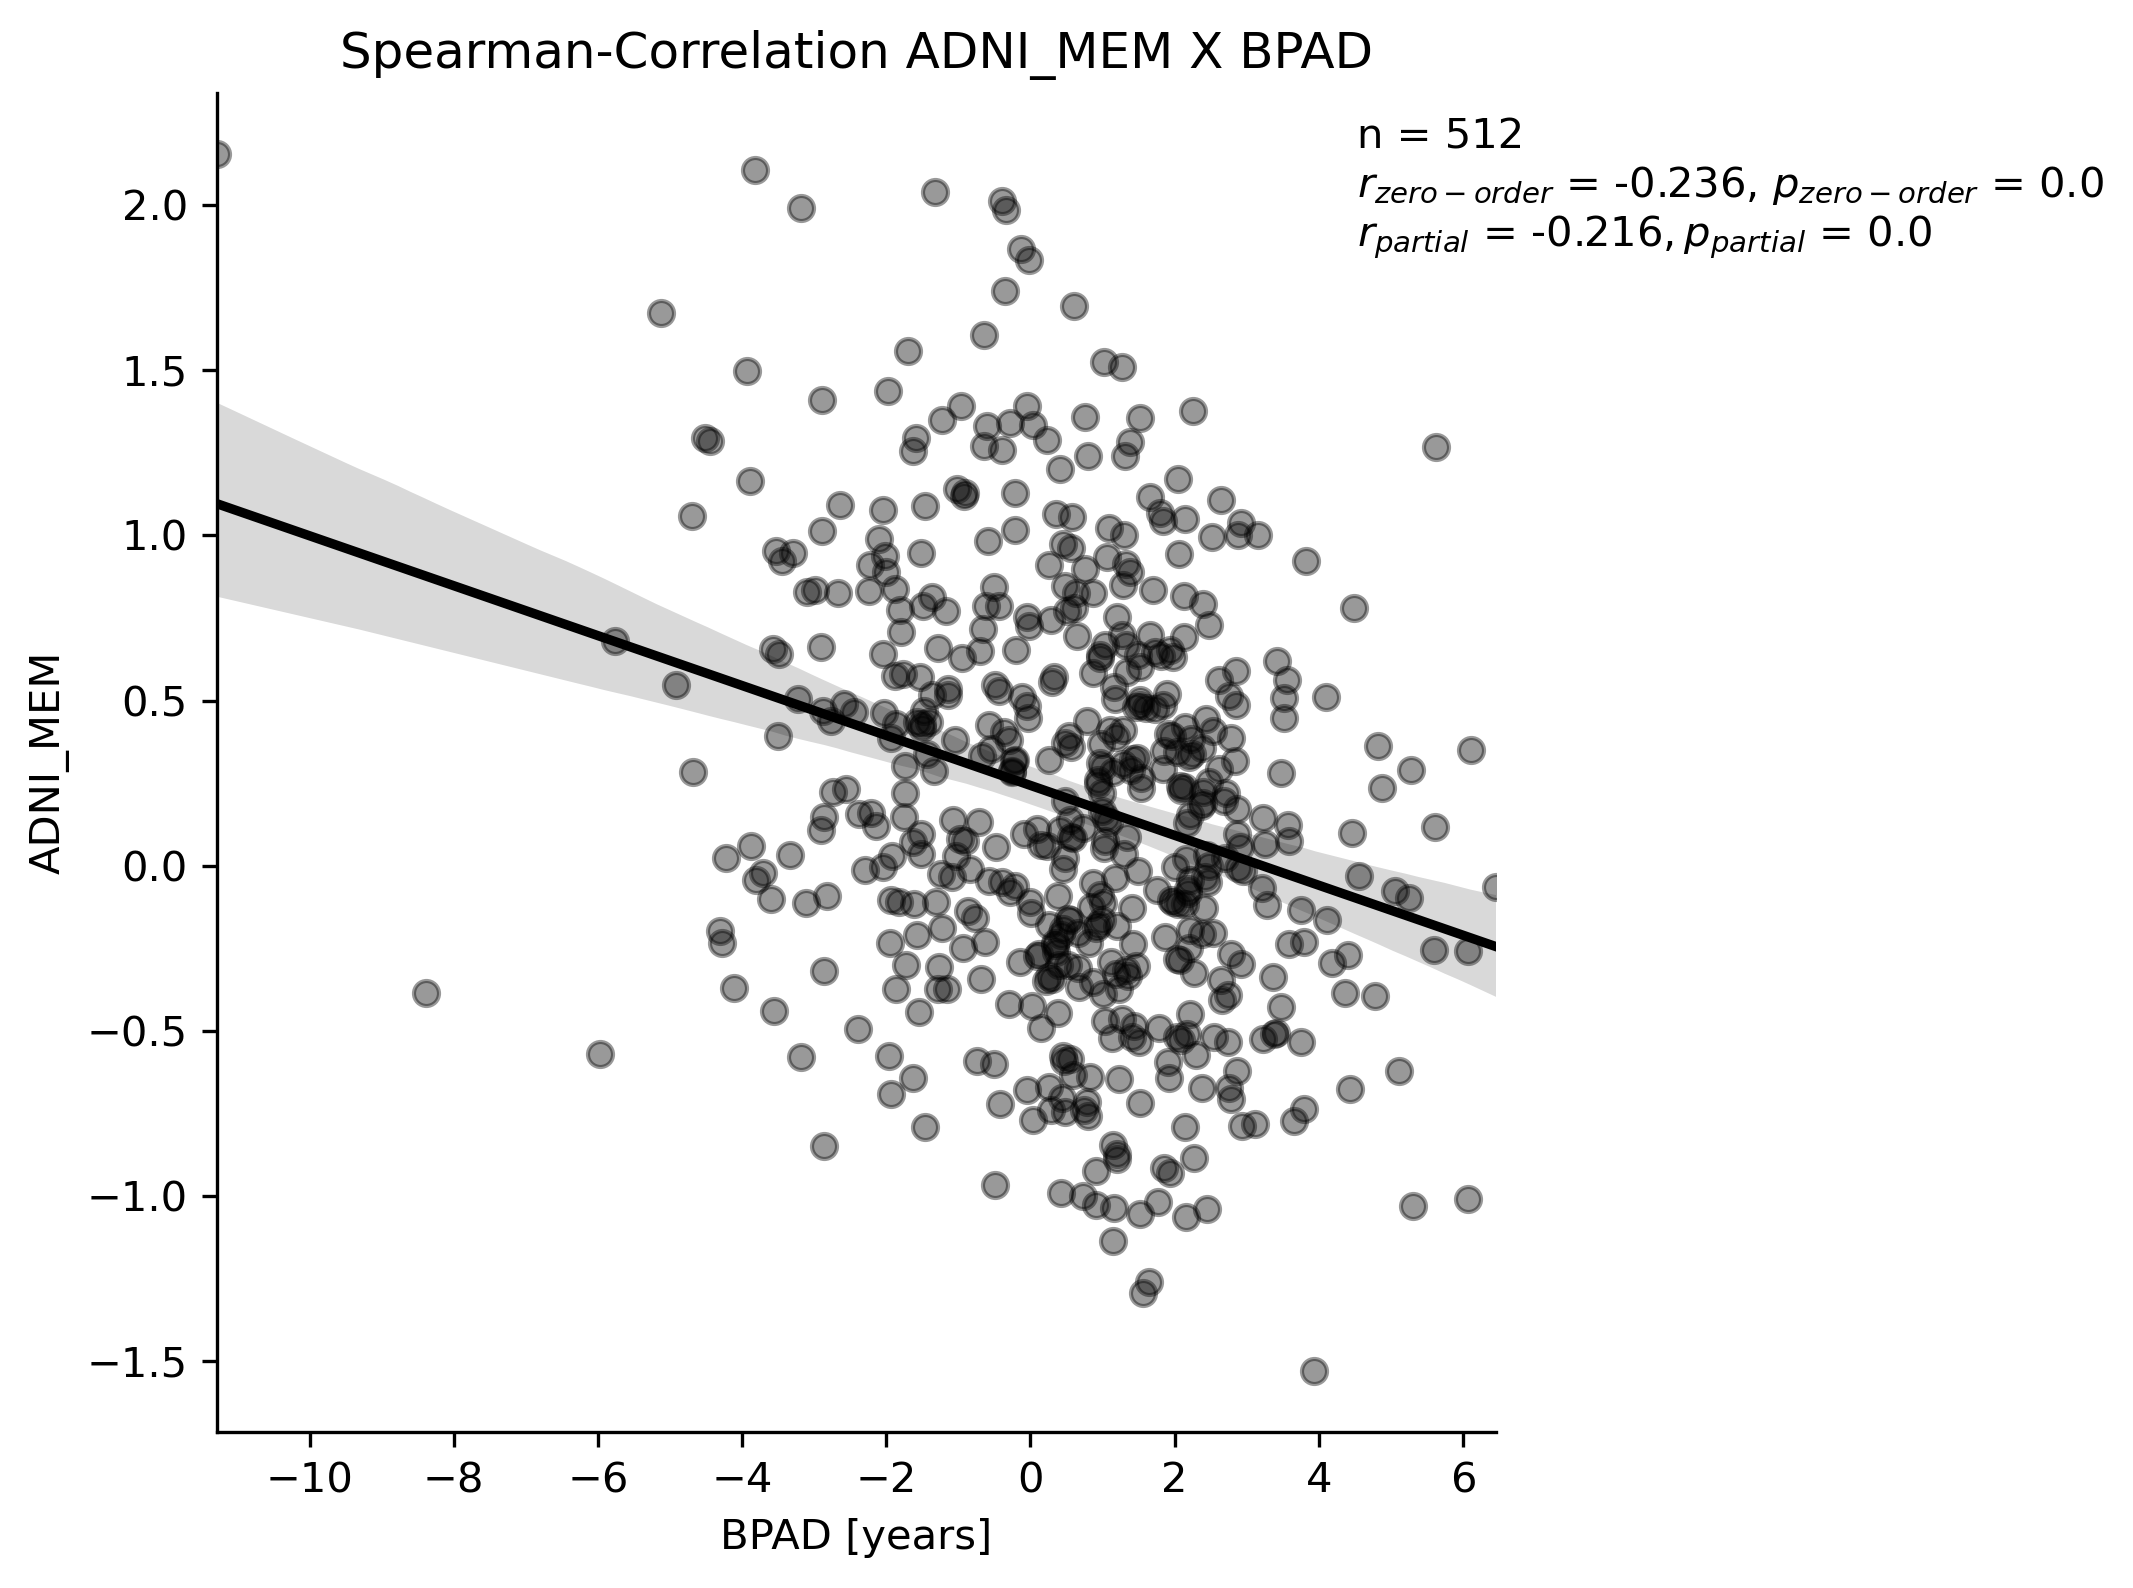 Spearman-Correlation ADNI_MEM X BPAD
n = 512
r_zero−order = -0.236, p_zero−order = 0.0
r_partial = -0.216, p_partial = 0.0
ADNI_MEM
2.0
1.5
1.0
0.5
0.0
−0.5
−1.0
−1.5
−10 −8 −6 −4 −2 0 2 4 6
BPAD [years]